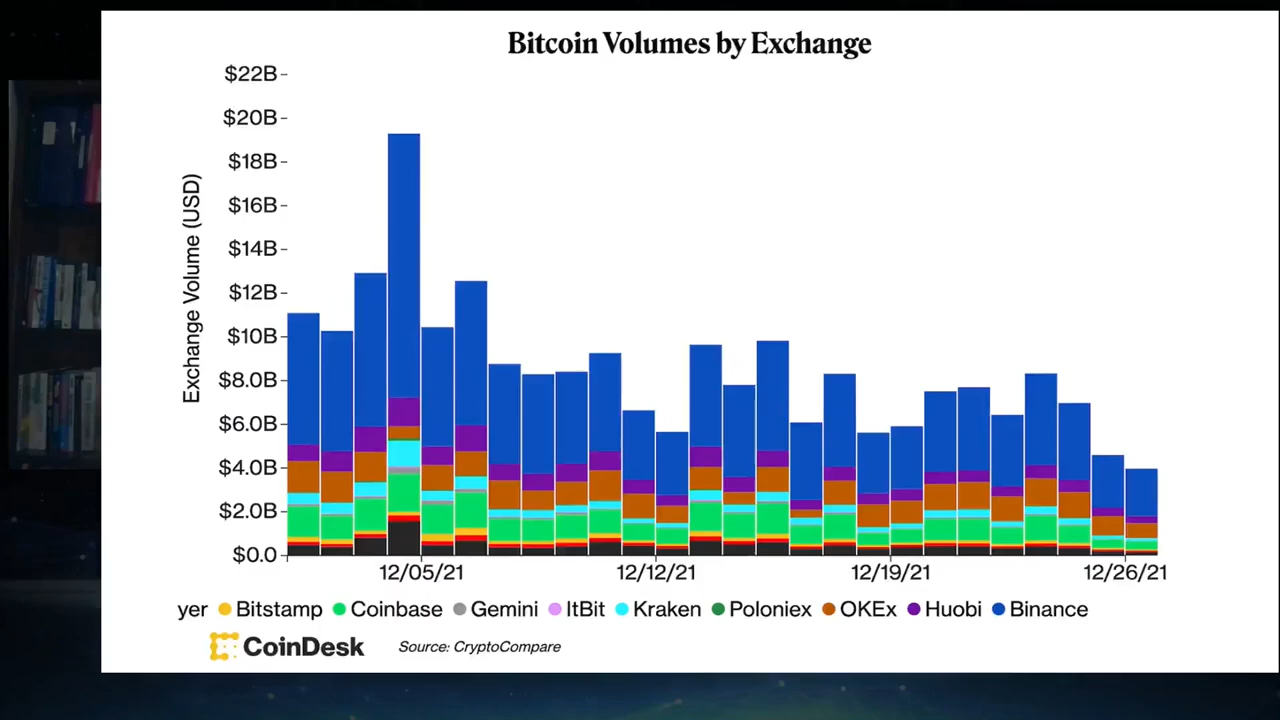 Bitcoin Volumes by Exchange
Exchange Volume (USD)
$22B
$20B
$18B
$16B
$14B
$12B
$10B
$8.0B
$6.0B
$4.0B
$2.0B
$0.0
12/05/21 12/12/21 12/19/21 12/26/21
yer Bitstamp Coinbase Gemini ItBit Kraken Poloniex OKEx Huobi Binance
CoinDesk Source: CryptoCompare